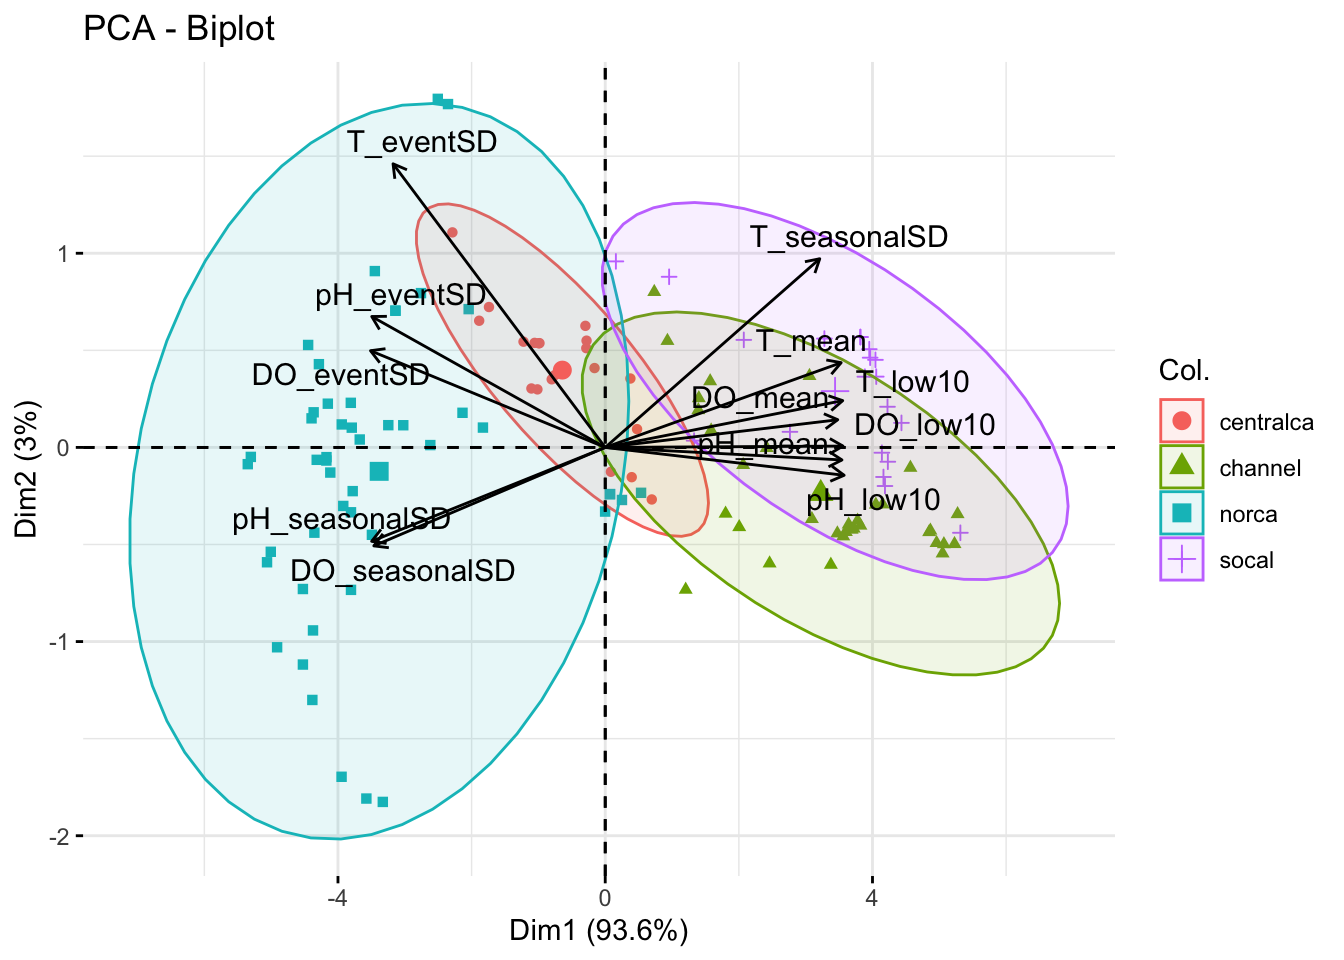 PCA - Biplot
T_eventSD
T_seasonalSD
pH_eventSD
T_mean
DO_eventSD
T_low10
DO_mean
DO_low10
pH_mean
pH_low10
pH_seasonalSD
DO_seasonalSD
1
0
-1
-2
Dim2 (3%)
-4
0
4
Dim1 (93.6%)
Col.
centralca
channel
norca
socal